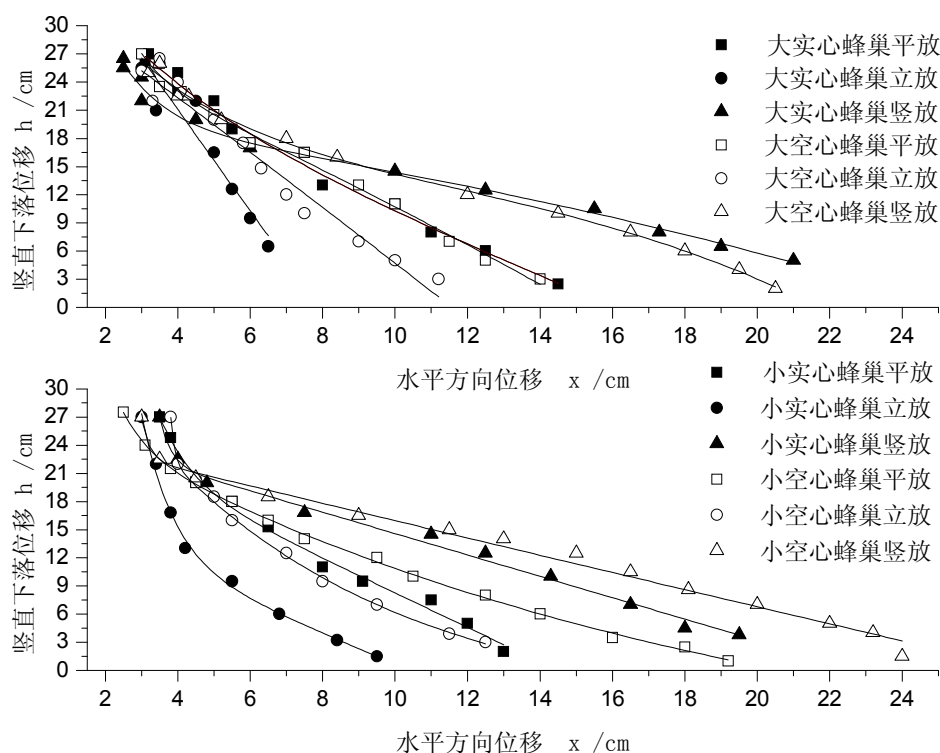 30
27
24
21
18
15
12
9
6
3
0
竖直下落位移 h /cm
大实心蜂巢平放
大实心蜂巢立放
大实心蜂巢竖放
大空心蜂巢平放
大空心蜂巢立放
大空心蜂巢竖放
2 4 6 8 10 12 14 16 18 20 22 24
水平方向位移 x /cm
30
27
24
21
18
15
12
9
6
3
0
竖直下落位移 h /cm
小实心蜂巢平放
小实心蜂巢立放
小实心蜂巢竖放
小空心蜂巢平放
小空心蜂巢立放
小空心蜂巢竖放
2 4 6 8 10 12 14 16 18 20 22 24
水平方向位移 x /cm